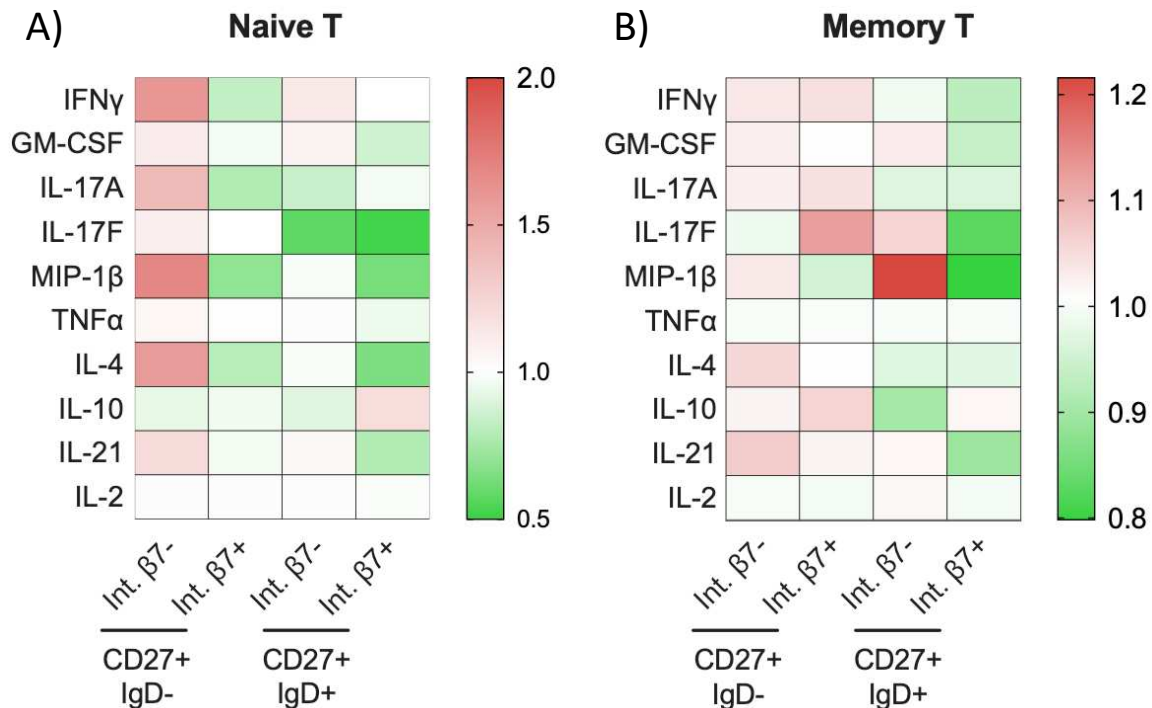 A) Naive T
IFNγ
GM-CSF
IL-17A
IL-17F
MIP-1β
TNFα
IL-4
IL-10
IL-21
IL-2
2.0
1.5
1.0
0.5
Int. β7-
Int. β7+
Int. β7-
Int. β7+
CD27+
IgD-
CD27+
IgD+
B) Memory T
IFNγ
GM-CSF
IL-17A
IL-17F
MIP-1β
TNFα
IL-4
IL-10
IL-21
IL-2
1.2
1.1
1.0
0.9
0.8
Int. β7-
Int. β7+
Int. β7-
Int. β7+
CD27+
IgD-
CD27+
IgD+